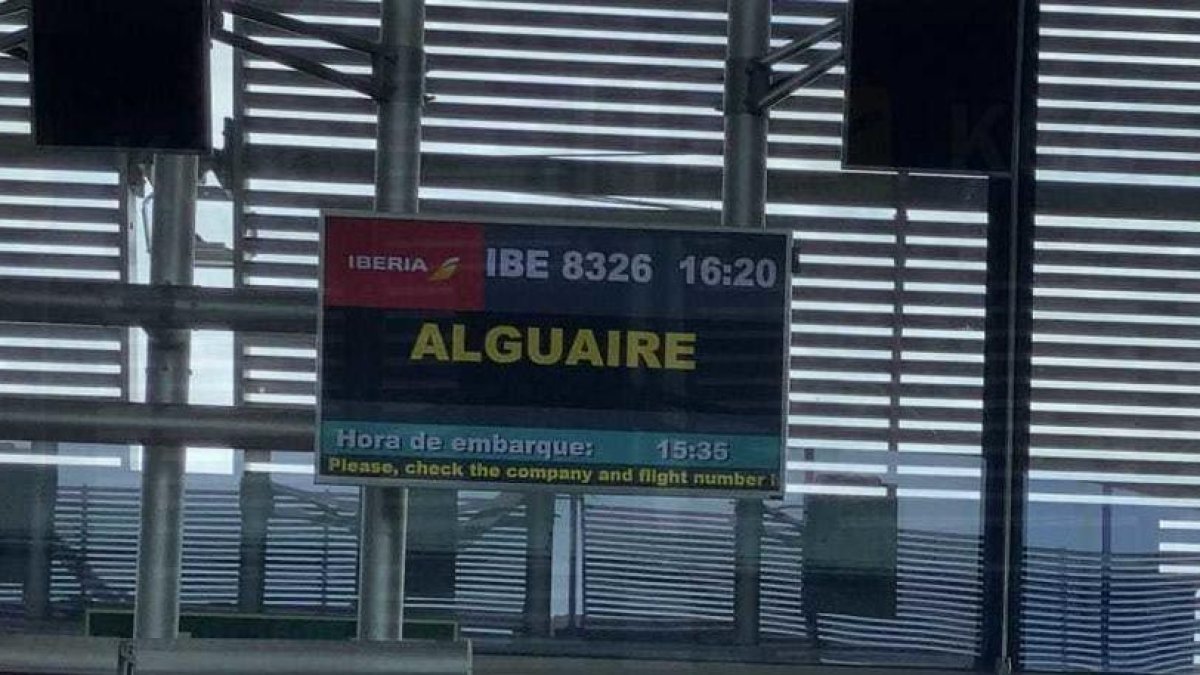 IBERIA IBE 8326 16:20
ALGUAIRE
Hora de embarque: 15:35
Please, check the company and flight number